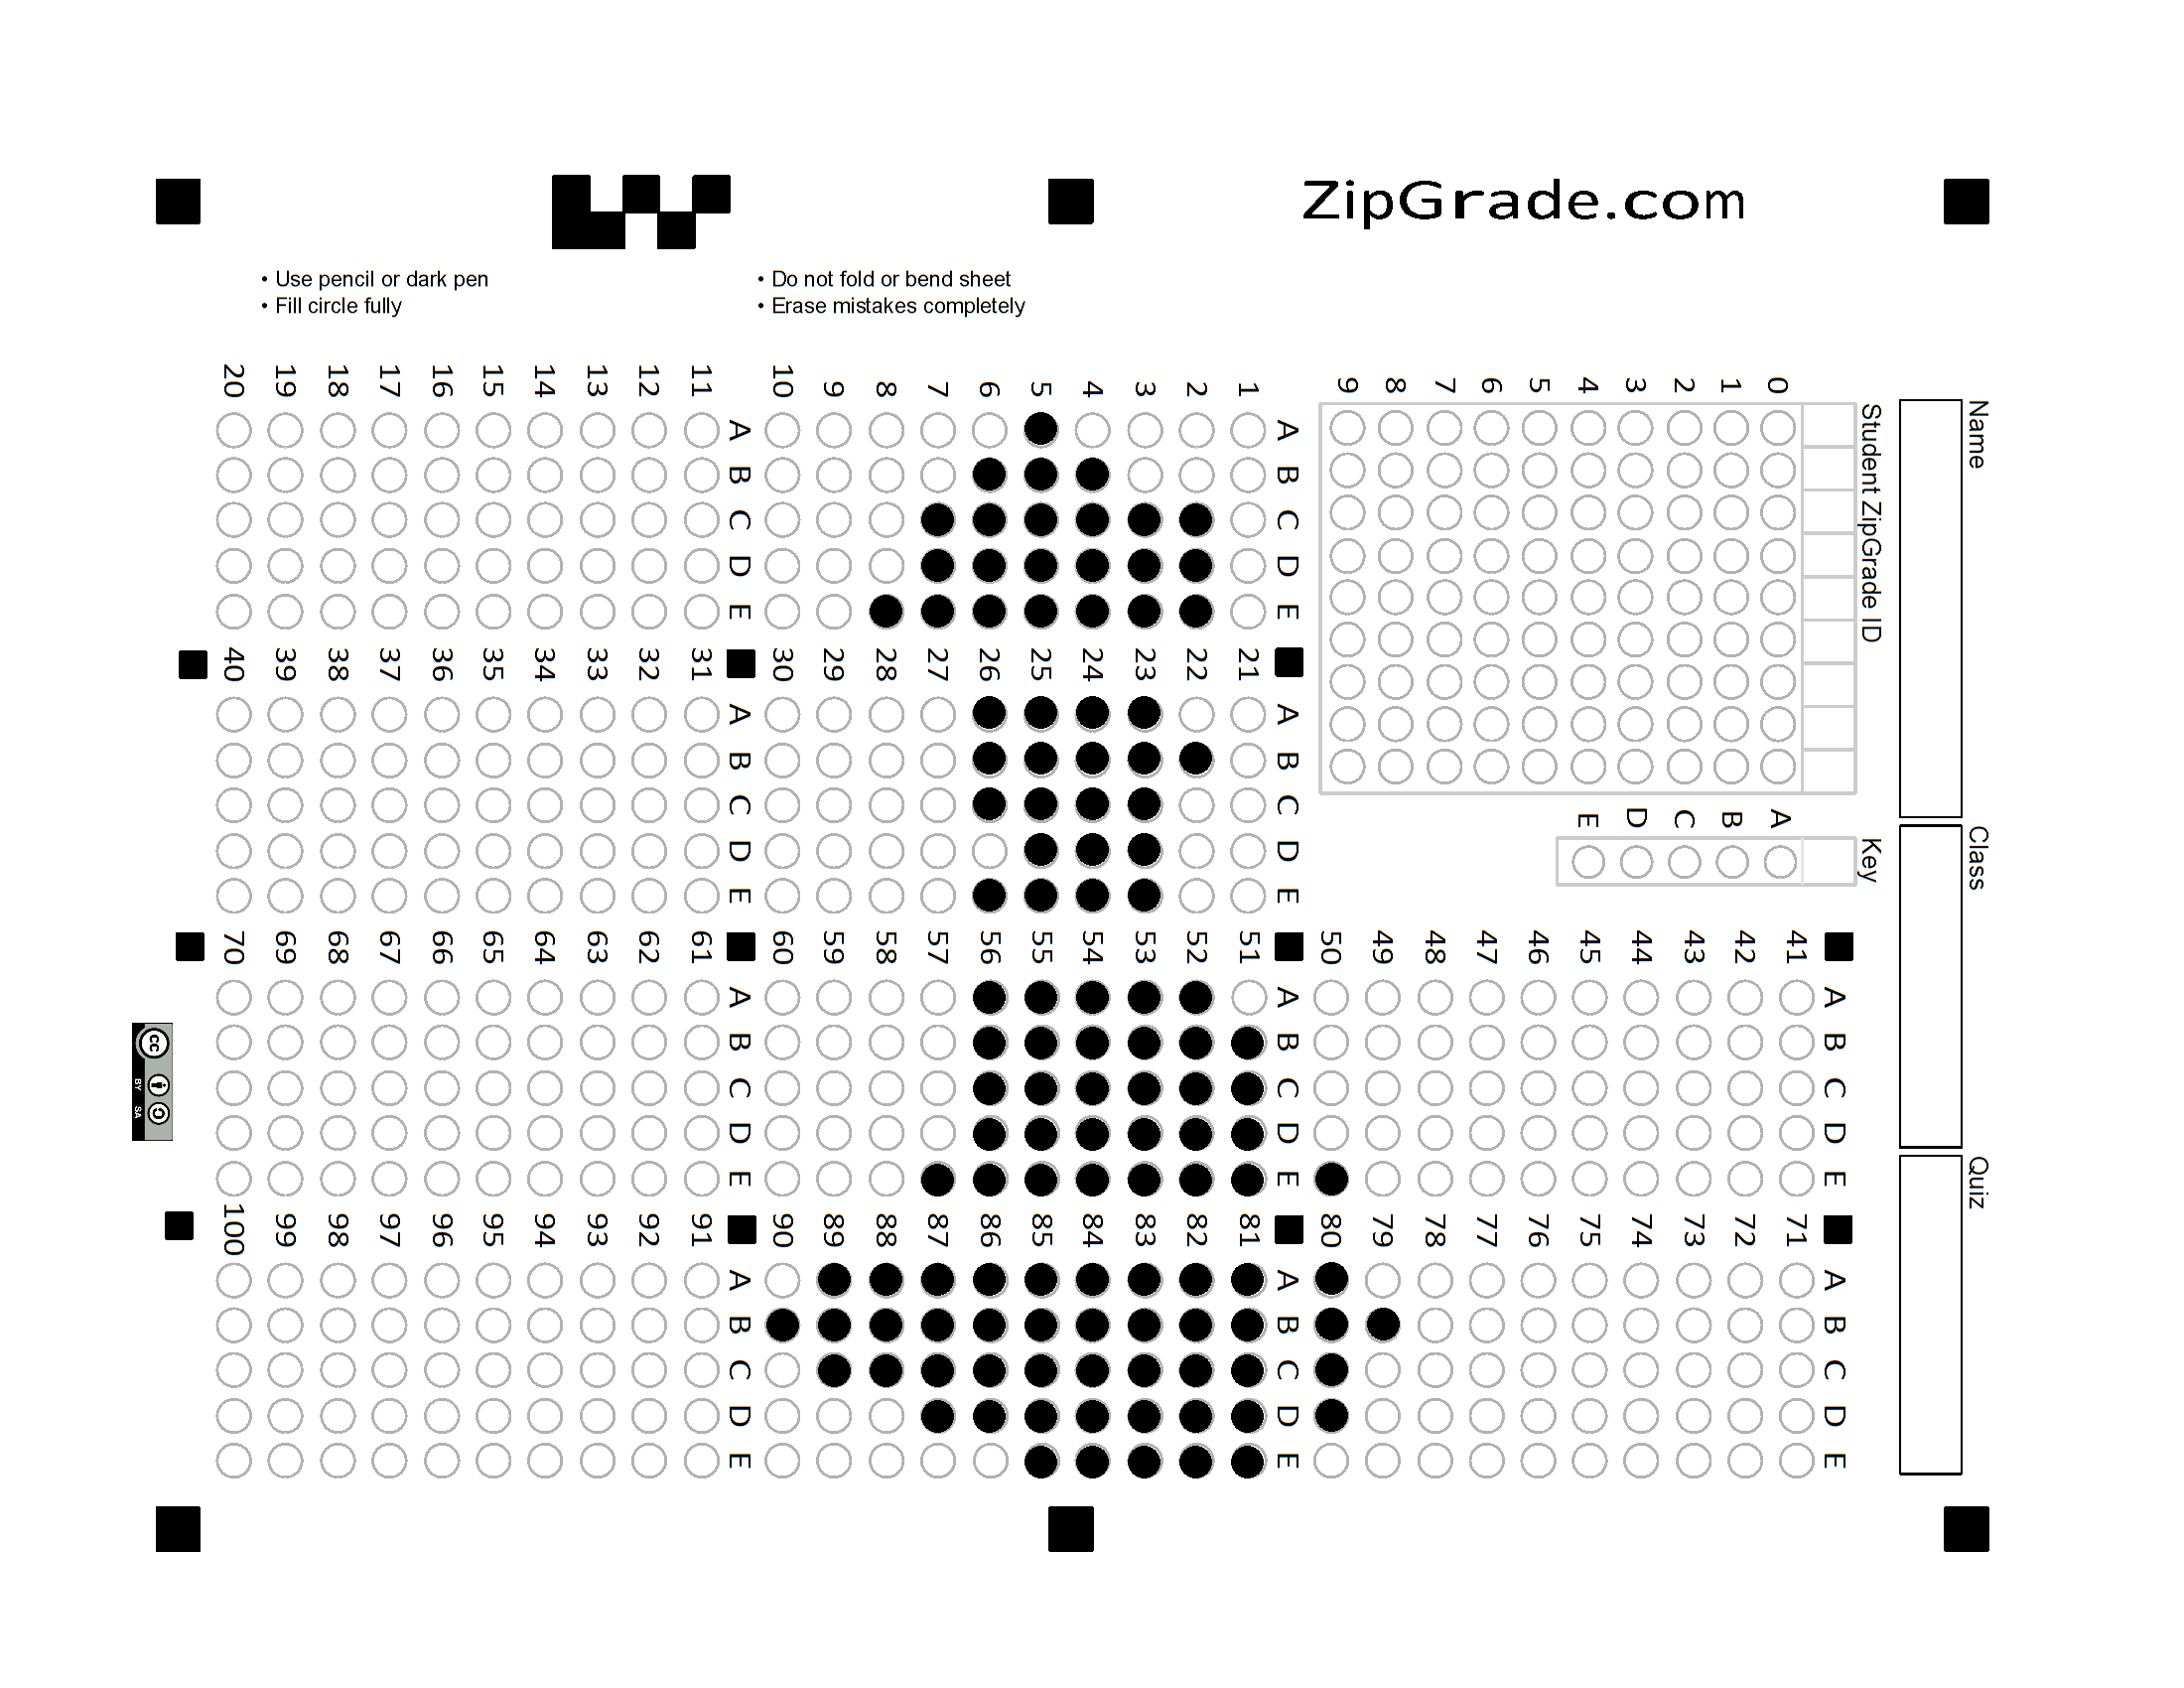 ZipGrade.com
• Use pencil or dark pen
• Fill circle fully
• Do not fold or bend sheet
• Erase mistakes completely
Name
Class
Quiz
Student ZipGrade ID
0 1 2 3 4 5 6 7 8 9
Key
A B C D E
A B C D E
1 2 3 4 5 6 7 8 9 10
A B C D E
11 12 13 14 15 16 17 18 19 20
A B C D E
21 22 23 24 25 26 27 28 29 30
A B C D E
31 32 33 34 35 36 37 38 39 40
A B C D E
41 42 43 44 45 46 47 48 49 50
A B C D E
51 52 53 54 55 56 57 58 59 60
A B C D E
61 62 63 64 65 66 67 68 69 70
A B C D E
71 72 73 74 75 76 77 78 79 80
A B C D E
81 82 83 84 85 86 87 88 89 90
A B C D E
91 92 93 94 95 96 97 98 99 100
cc
BY SA